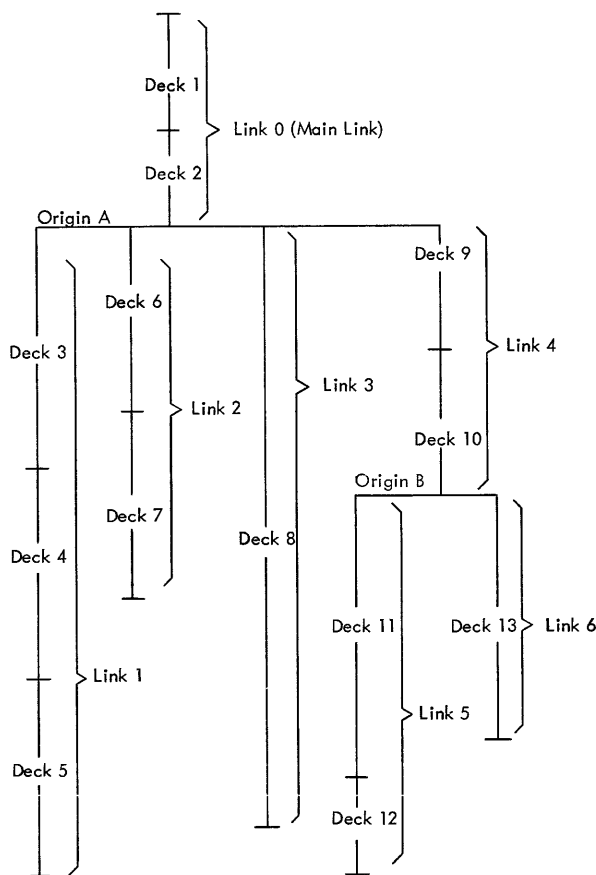 Deck 1
Link 0 (Main Link)
Deck 2
Origin A
Deck 9
Deck 6
Deck 3
Link 4
Link 3
Link 2
Deck 10
Origin B
Deck 7
Deck 8
Deck 4
Deck 11
Deck 13
Link 6
Link 1
Link 5
Deck 5
Deck 12